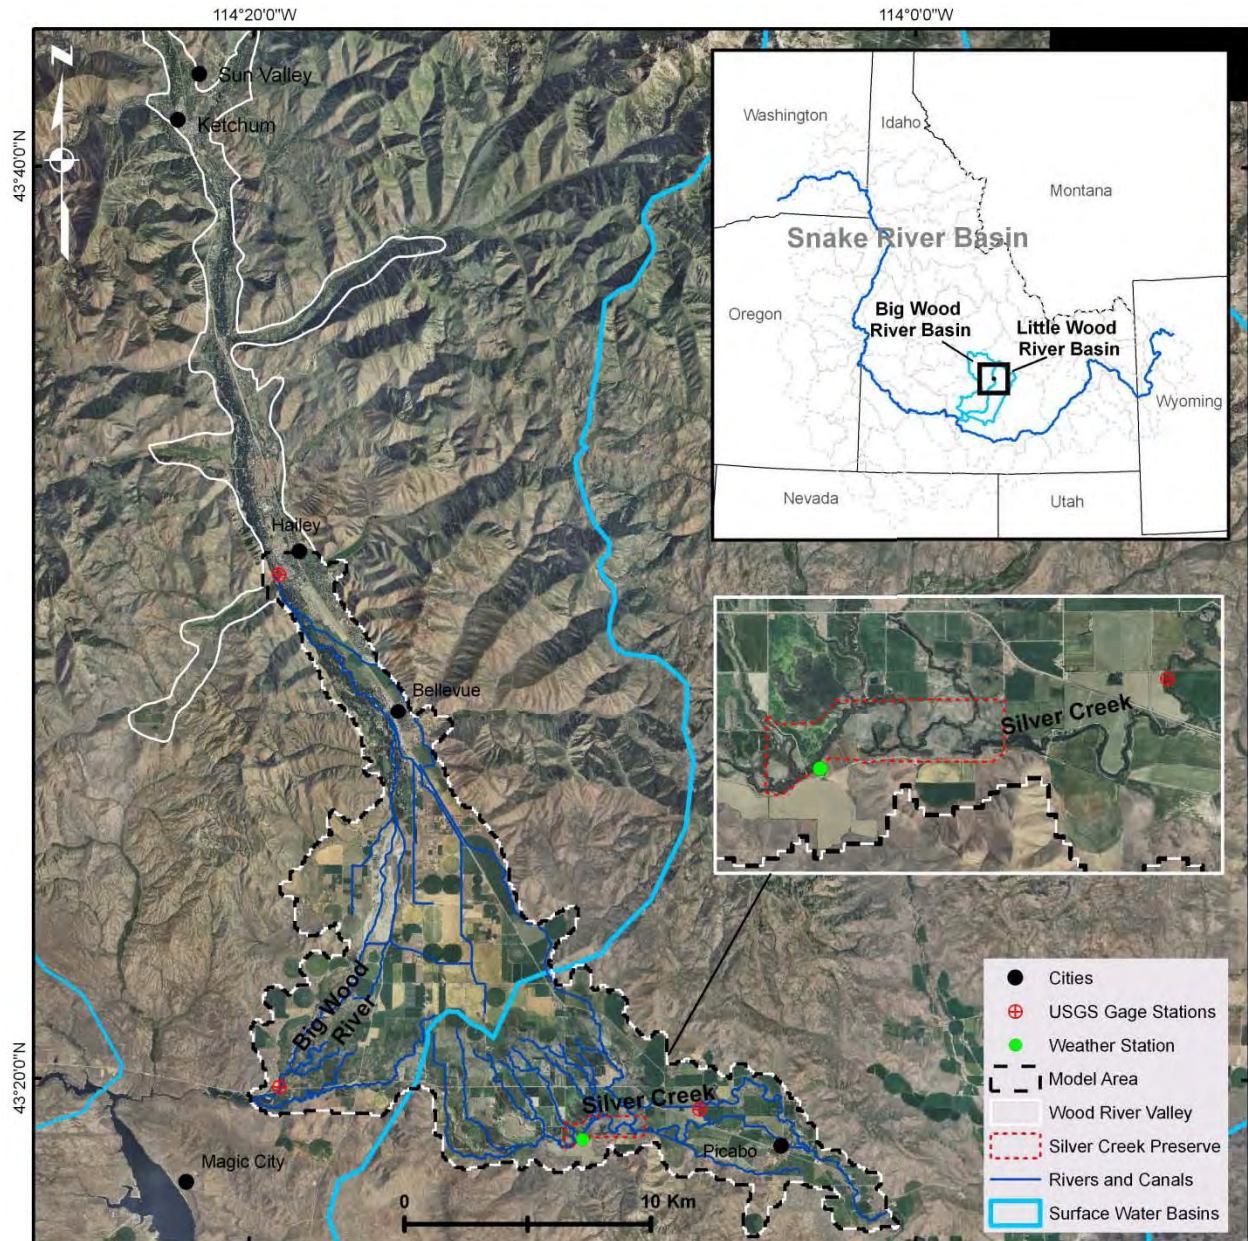 114°20'0"W
114°0'0"W
N
Sun Valley
Ketchum
43°40'0"N
Washington
Idaho
Montana
Snake River Basin
Oregon
Big Wood
River Basin
Little Wood
River Basin
Wyoming
Nevada
Utah
Hailey
Bellevue
Silver Creek
Big Wood
River
43°20'0"N
Silver Creek
Picabo
Magic City
0
10 Km
Cities
USGS Gage Stations
Weather Station
Model Area
Wood River Valley
Silver Creek Preserve
Rivers and Canals
Surface Water Basins